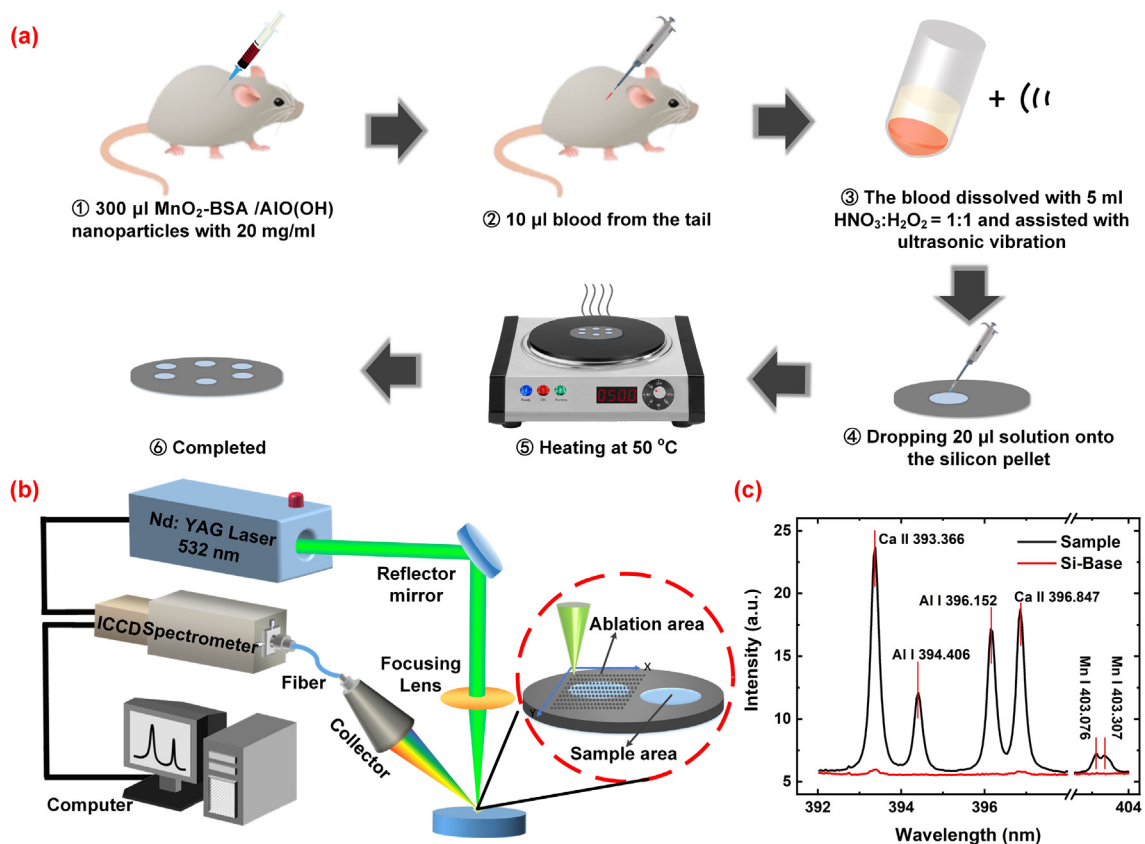 (a)
① 300 µl MnO₂-BSA /AlO(OH)
nanoparticles with 20 mg/ml
② 10 µl blood from the tail
+
③ The blood dissolved with 5 ml
HNO₃:H₂O₂ = 1:1 and assisted with
ultrasonic vibration
④ Dropping 20 µl solution onto
the silicon pellet
⑤ Heating at 50 °C
⑥ Completed
(b)
Nd: YAG Laser
532 nm
Reflector
mirror
ICCD
Spectrometer
Fiber
Focusing
Lens
Collector
Computer
Ablation area
X
Y
Sample area
(c)
Intensity (a.u.)
25
20
15
10
5
Ca II 393.366
Al I 394.406
Al I 396.152
Ca II 396.847
Mn I 403.076
Mn I 403.307
Sample
Si-Base
392
394
396
404
Wavelength (nm)